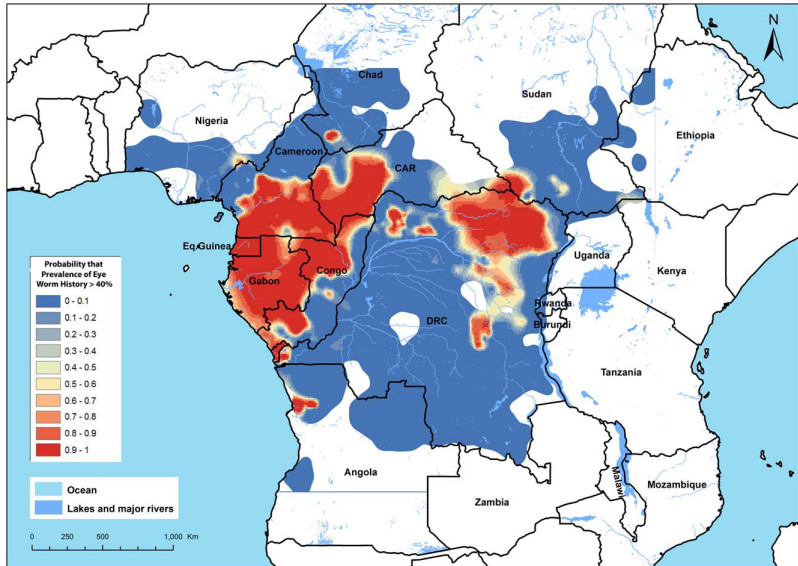 N
Chad
Sudan
Nigeria
Ethiopia
Cameroon
CAR
Eq.Guinea
Uganda
Kenya
Congo
Gabon
Rwanda
DRC
Burundi
Tanzania
Angola
Malawi
Mozambique
Zambia
Probability that
Prevalence of Eye
Worm History > 40%
0 - 0.1
0.1 - 0.2
0.2 - 0.3
0.3 - 0.4
0.4 - 0.5
0.5 - 0.6
0.6 - 0.7
0.7 - 0.8
0.8 - 0.9
0.9 - 1
Ocean
Lakes and major rivers
0 250 500 1,000 Km